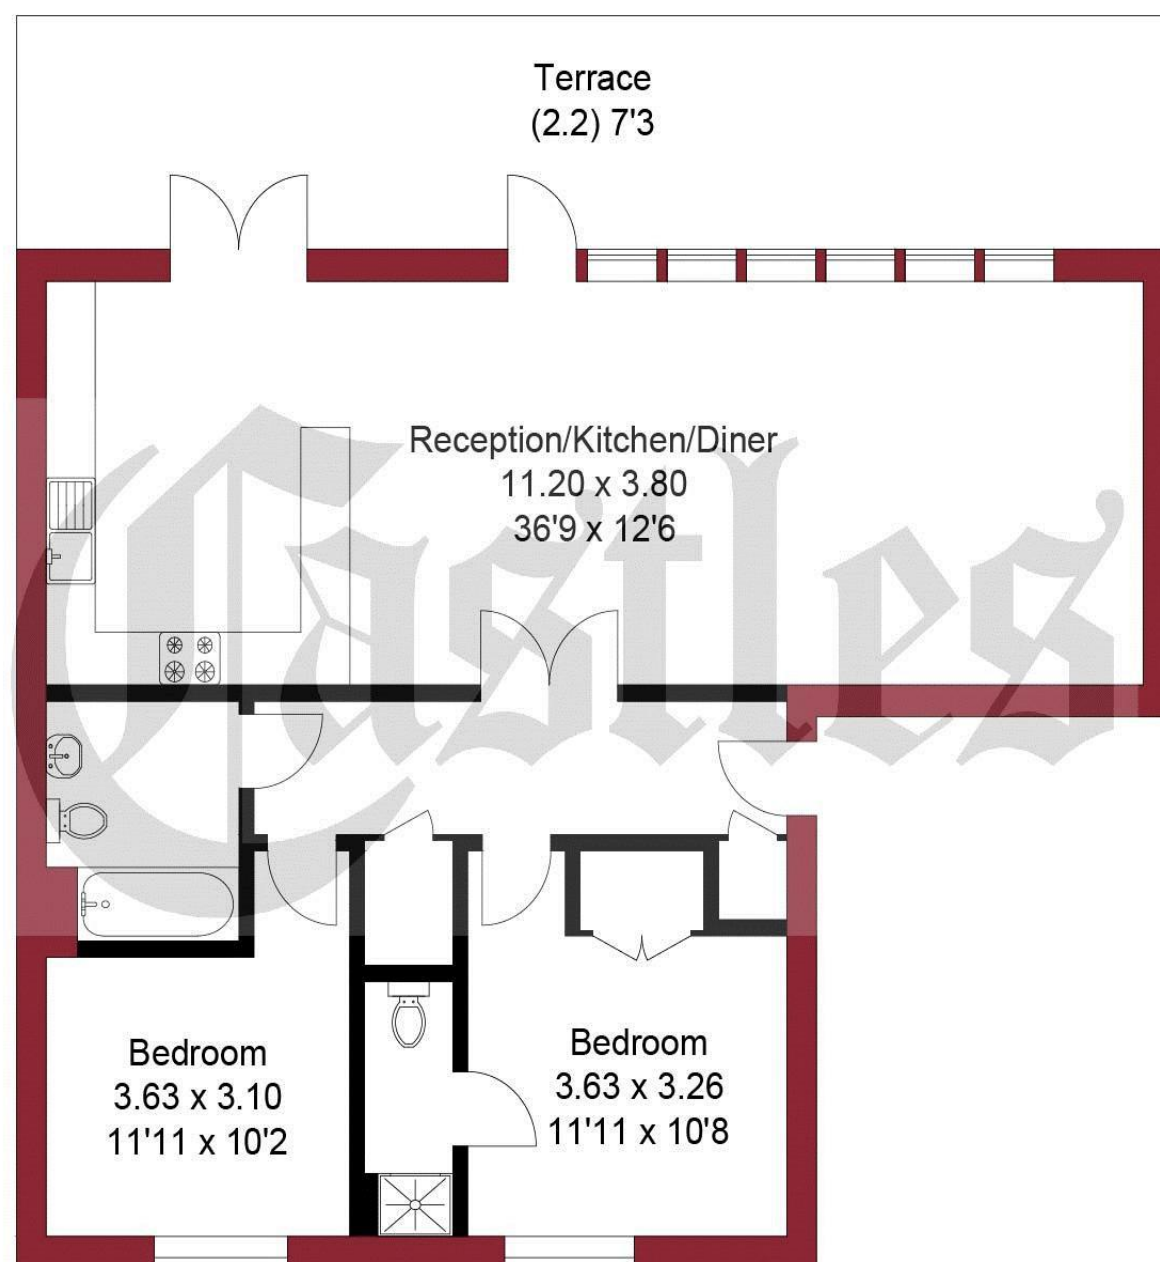 Terrace
(2.2) 7'3
Reception/Kitchen/Diner
11.20 x 3.80
36'9 x 12'6
Castles
Bedroom
3.63 x 3.10
11'11 x 10'2
Bedroom
3.63 x 3.26
11'11 x 10'8